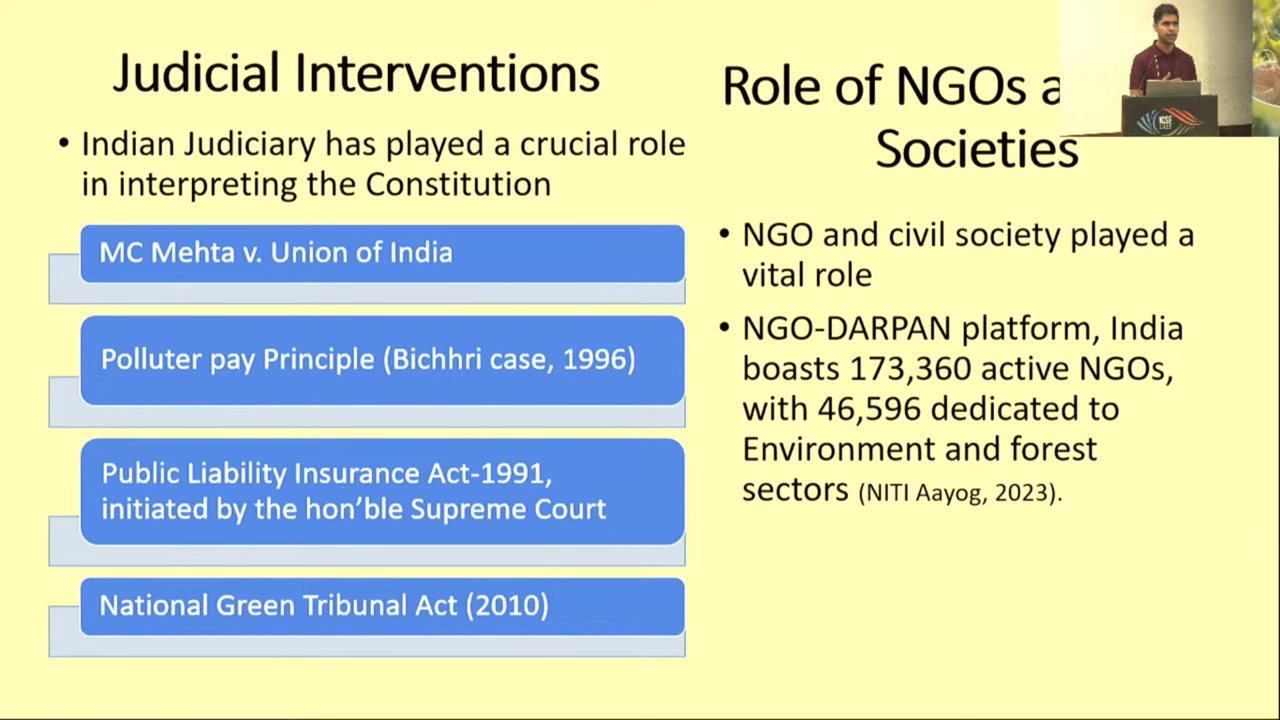 Judicial Interventions
• Indian Judiciary has played a crucial role
in interpreting the Constitution
MC Mehta v. Union of India
Polluter pay Principle (Bichhri case, 1996)
Public Liability Insurance Act-1991,
initiated by the hon’ble Supreme Court
National Green Tribunal Act (2010)
Role of NGOs
Societies
• NGO and civil society played a
vital role
• NGO-DARPAN platform, India
boasts 173,360 active NGOs,
with 46,596 dedicated to
Environment and forest
sectors (NITI Aayog, 2023).
ICSE
2023